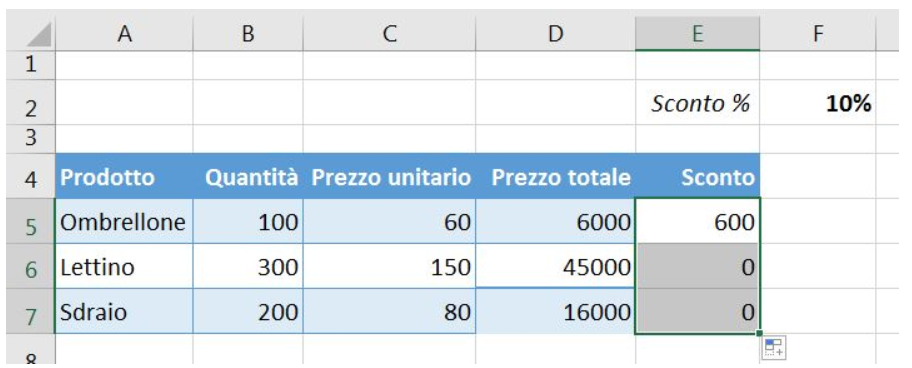 A B C D E F
1
2 Sconto % 10%
3
4 Prodotto Quantità Prezzo unitario Prezzo totale Sconto
5 Ombrellone 100 60 6000 600
6 Lettino 300 150 45000 0
7 Sdraio 200 80 16000 0
8